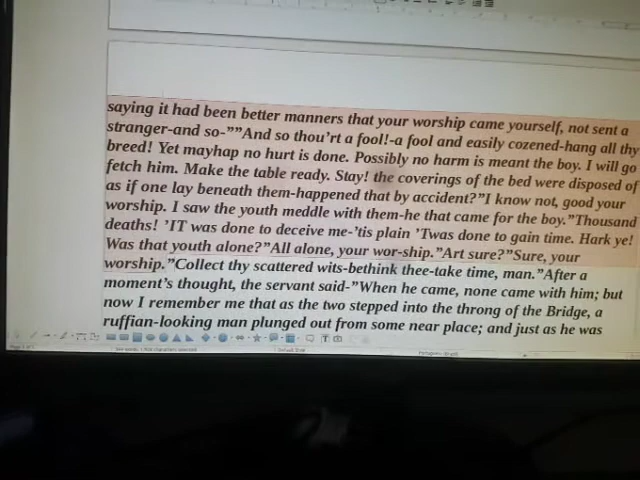 saying it had been better manners that your worship came yourself, not sent a
stranger-and so-””And so thou’rt a fool!-a fool and easily cozened-hang all thy
breed! Yet mayhap no hurt is done. Possibly no harm is meant the boy. I will go
fetch him. Make the table ready. Stay! the coverings of the bed were disposed of
as if one lay beneath them-happened that by accident?”I know not, good your
worship. I saw the youth meddle with them-he that came for the boy.”Thousand
deaths! ’IT was done to deceive me-’tis plain ’Twas done to gain time. Hark ye!
Was that youth alone?”All alone, your wor-ship.”Art sure?”Sure, your
worship.”Collect thy scattered wits-bethink thee-take time, man.”After a
moment’s thought, the servant said-”When he came, none came with him; but
now I remember me that as the two stepped into the throng of the Bridge, a
ruffian-looking man plunged out from some near place; and just as he was